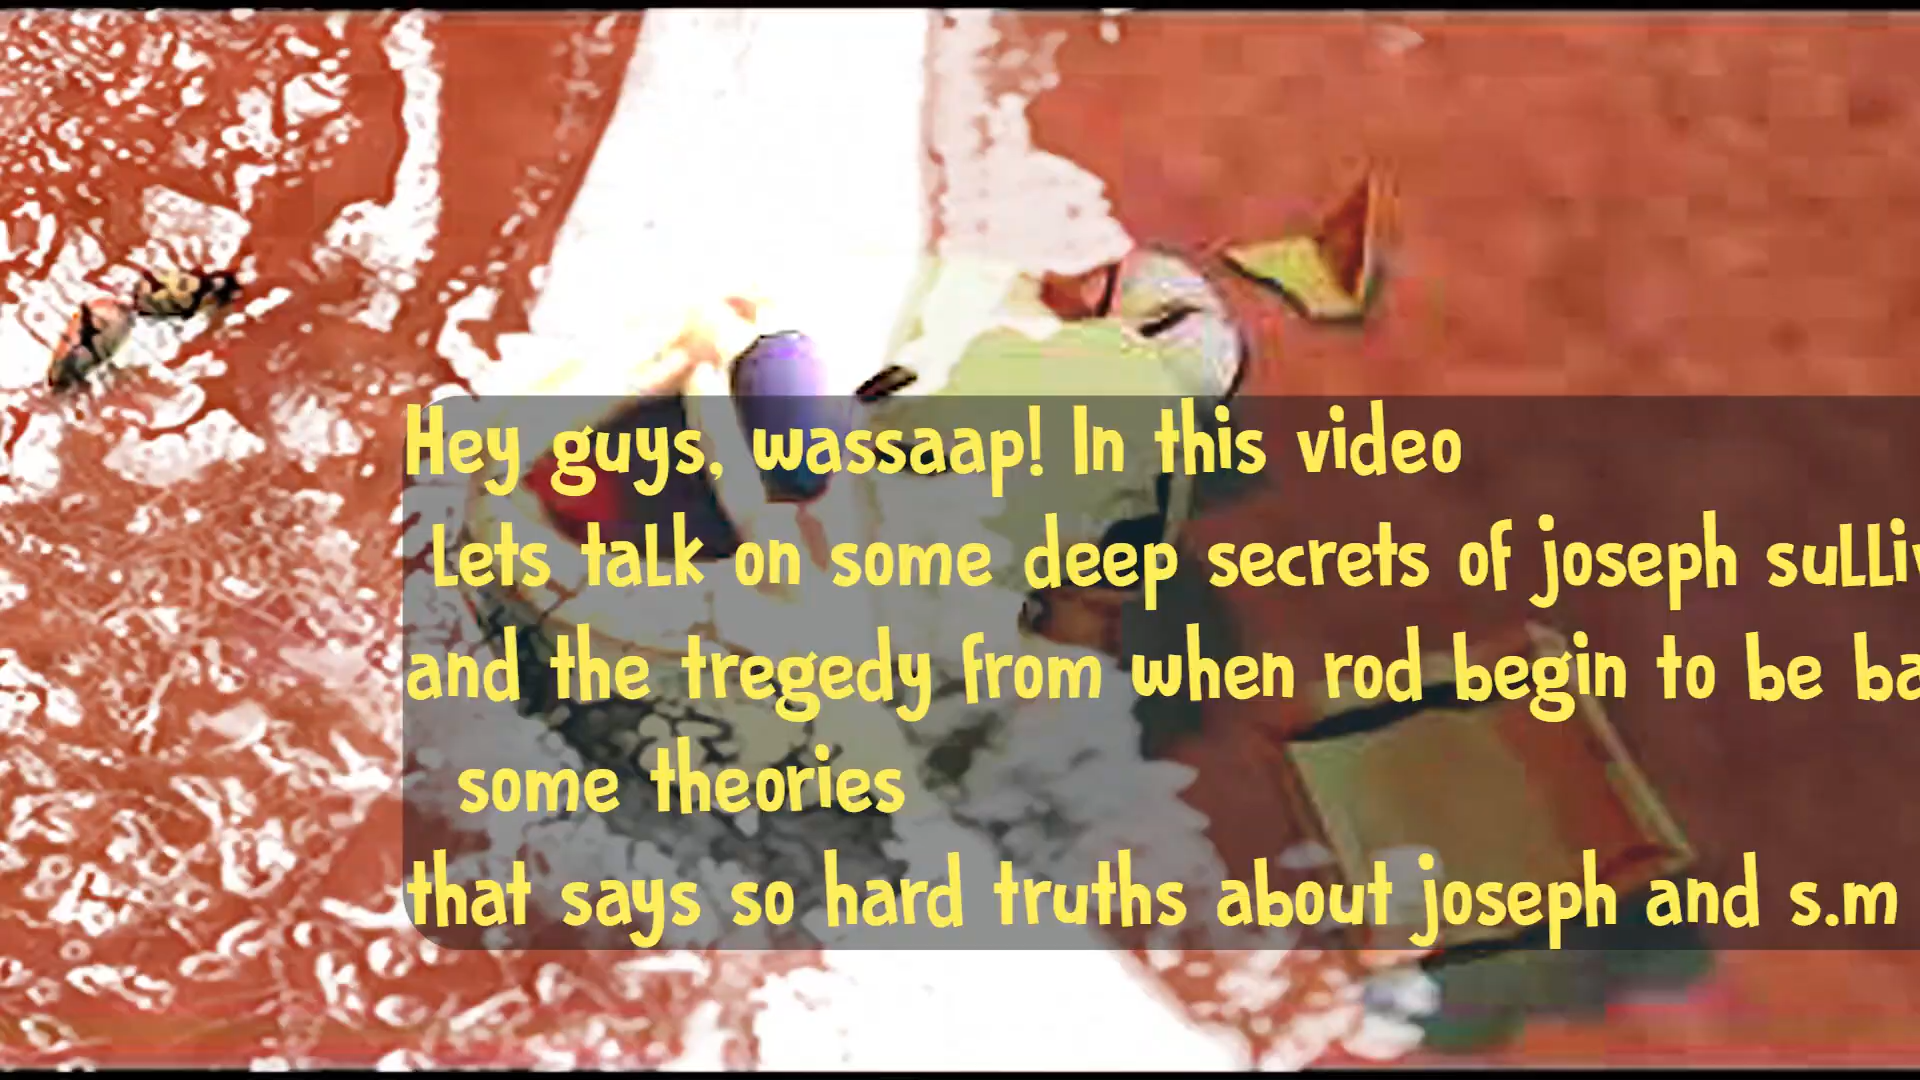 Hey guys, wassaap! In this video
Lets talk on some deep secrets of joseph
and the tregedy from when rod begin to be
some theories
that says so hard truths about joseph and s.m